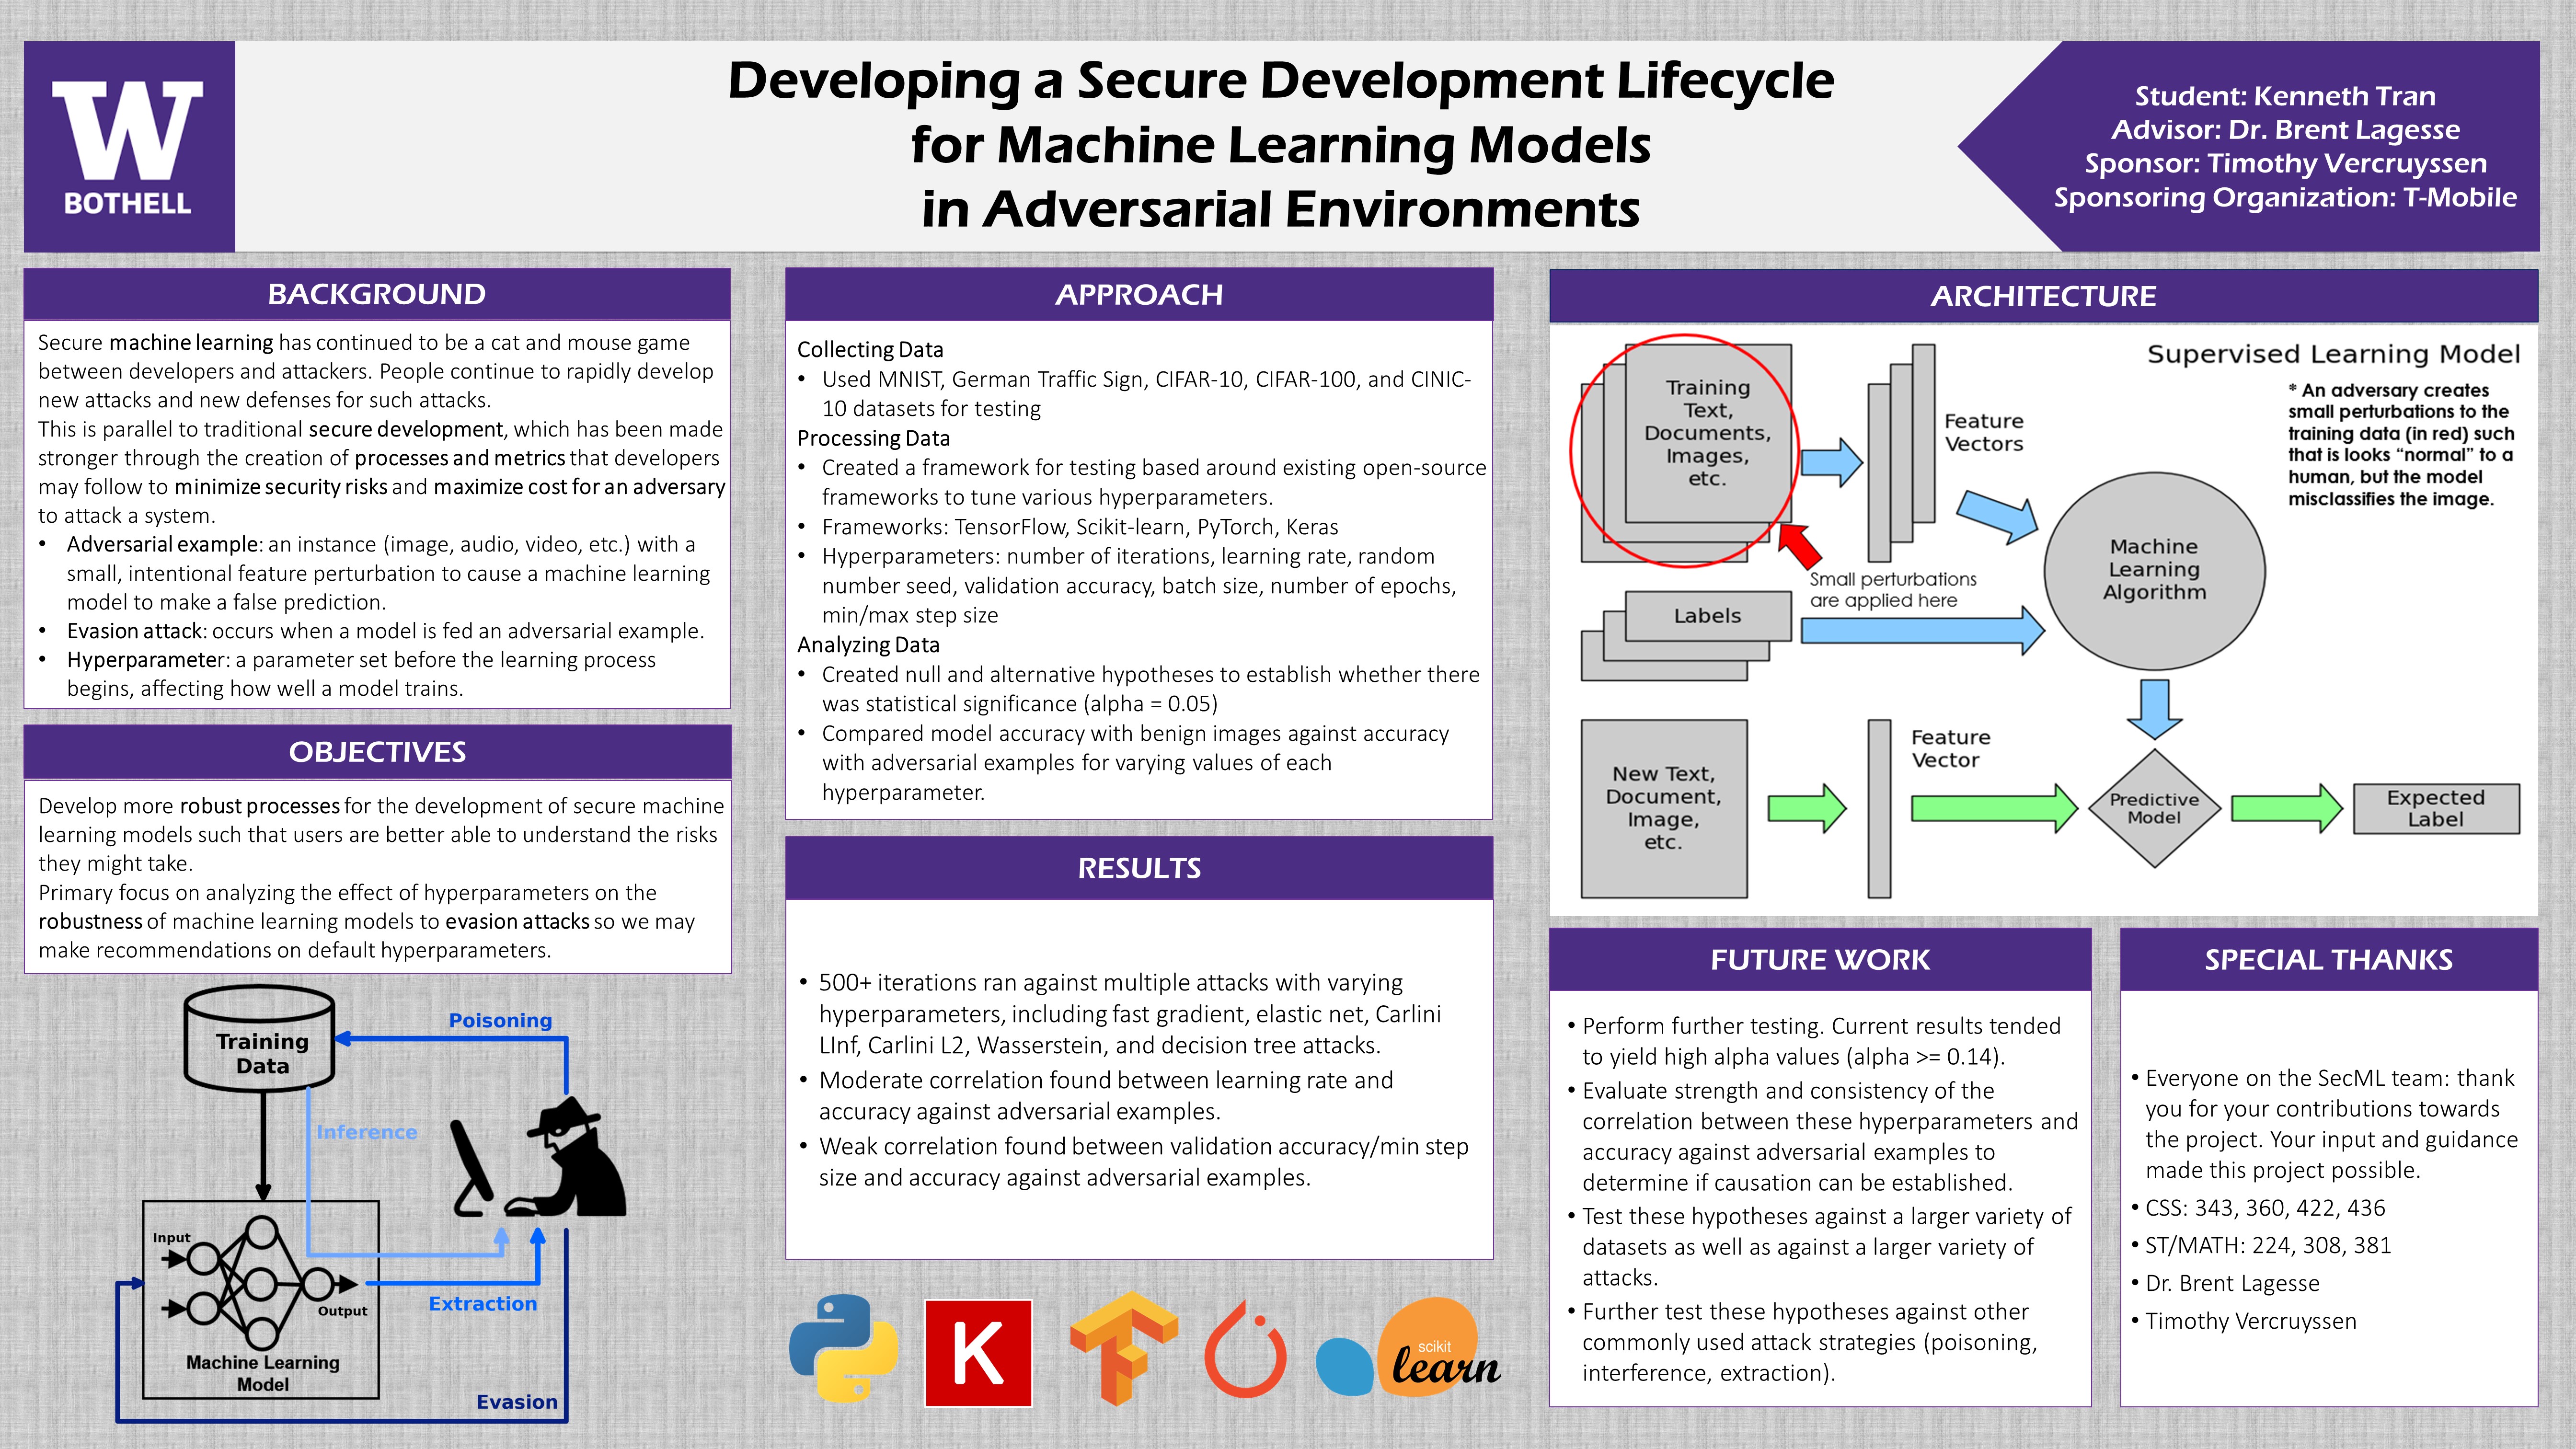 W
BOTHELL
Developing a Secure Development Lifecycle
for Machine Learning Models
in Adversarial Environments
Student: Kenneth Tran
Advisor: Dr. Brent Lagesse
Sponsor: Timothy Vercruyssen
Sponsoring Organization: T-Mobile
BACKGROUND
Secure machine learning has continued to be a cat and mouse game
between developers and attackers. People continue to rapidly develop
new attacks and new defenses for such attacks.
This is parallel to traditional secure development, which has been made
stronger through the creation of processes and metrics that developers
may follow to minimize security risks and maximize cost for an adversary
to attack a system.
• Adversarial example: an instance (image, audio, video, etc.) with a
small, intentional feature perturbation to cause a machine learning
model to make a false prediction.
• Evasion attack: occurs when a model is fed an adversarial example.
• Hyperparameter: a parameter set before the learning process
begins, affecting how well a model trains.
OBJECTIVES
Develop more robust processes for the development of secure machine
learning models such that users are better able to understand the risks
they might take.
Primary focus on analyzing the effect of hyperparameters on the
robustness of machine learning models to evasion attacks so we may
make recommendations on default hyperparameters.
Poisoning
Training
Data
Inference
Input
Output
Extraction
Machine Learning
Model
Evasion
APPROACH
Collecting Data
• Used MNIST, German Traffic Sign, CIFAR-10, CIFAR-100, and CINIC-
10 datasets for testing
Processing Data
• Created a framework for testing based around existing open-source
frameworks to tune various hyperparameters.
• Frameworks: TensorFlow, Scikit-learn, PyTorch, Keras
• Hyperparameters: number of iterations, learning rate, random
number seed, validation accuracy, batch size, number of epochs,
min/max step size
Analyzing Data
• Created null and alternative hypotheses to establish whether there
was statistical significance (alpha = 0.05)
• Compared model accuracy with benign images against accuracy
with adversarial examples for varying values of each
hyperparameter.
RESULTS
• 500+ iterations ran against multiple attacks with varying
hyperparameters, including fast gradient, elastic net, Carlini
LInf, Carlini L2, Wasserstein, and decision tree attacks.
• Moderate correlation found between learning rate and
accuracy against adversarial examples.
• Weak correlation found between validation accuracy/min step
size and accuracy against adversarial examples.
K
scikit
learn
ARCHITECTURE
Supervised Learning Model
* An adversary creates
small perturbations to the
training data (in red) such
that is looks “normal” to a
human, but the model
misclassifies the image.
Training
Text,
Documents,
Images,
etc.
Feature
Vectors
Small perturbations
are applied here
Labels
Machine
Learning
Algorithm
New Text,
Document,
Image,
etc.
Feature
Vector
Predictive
Model
Expected
Label
FUTURE WORK
• Perform further testing. Current results tended
to yield high alpha values (alpha >= 0.14).
• Evaluate strength and consistency of the
correlation between these hyperparameters and
accuracy against adversarial examples to
determine if causation can be established.
• Test these hypotheses against a larger variety of
datasets as well as against a larger variety of
attacks.
• Further test these hypotheses against other
commonly used attack strategies (poisoning,
interference, extraction).
SPECIAL THANKS
• Everyone on the SecML team: thank
you for your contributions towards
the project. Your input and guidance
made this project possible.
• CSS: 343, 360, 422, 436
• ST/MATH: 224, 308, 381
• Dr. Brent Lagesse
• Timothy Vercruyssen